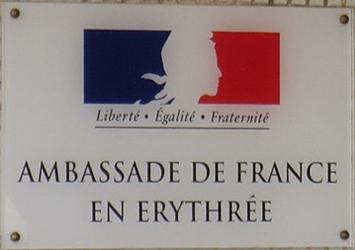 Liberté • Égalité • Fraternité
AMBASSADE DE FRANCE
EN ERYTHRÉE